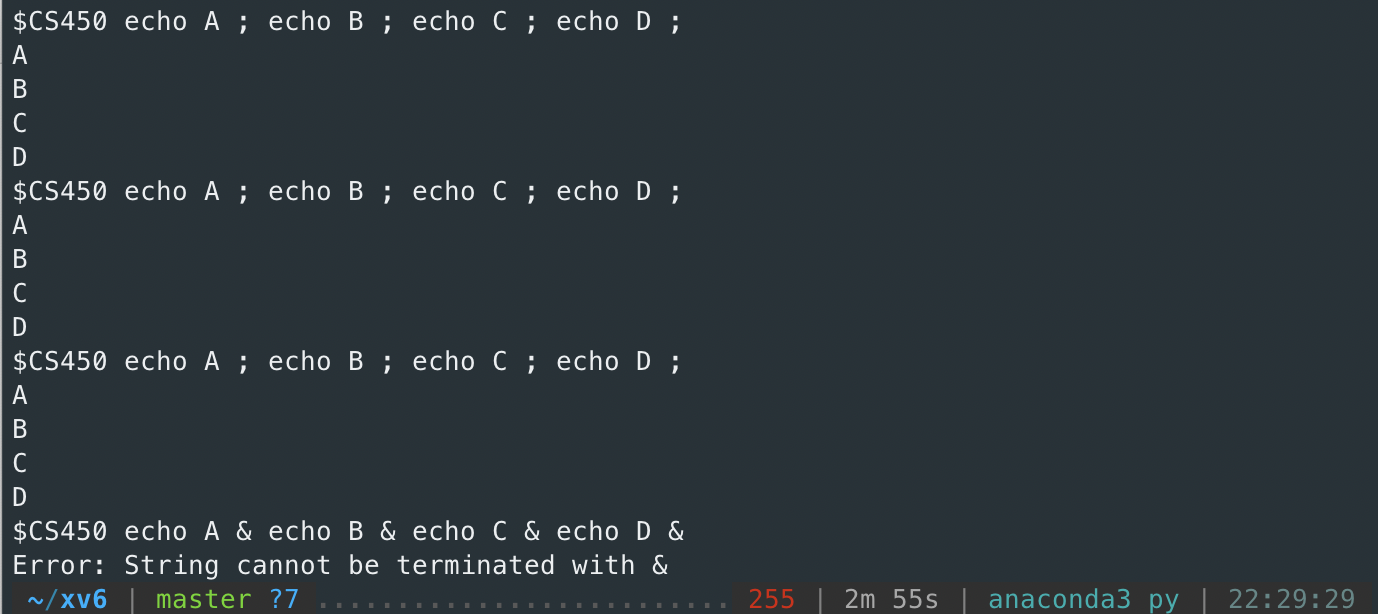 $CS450 echo A ; echo B ; echo C ; echo D ;
A
B
C
D
$CS450 echo A ; echo B ; echo C ; echo D ;
A
B
C
D
$CS450 echo A ; echo B ; echo C ; echo D ;
A
B
C
D
$CS450 echo A & echo B & echo C & echo D &
Error: String cannot be terminated with &
~/xv6 | master ?7 .......................... 255 | 2m 55s | anaconda3 py | 22:29:29